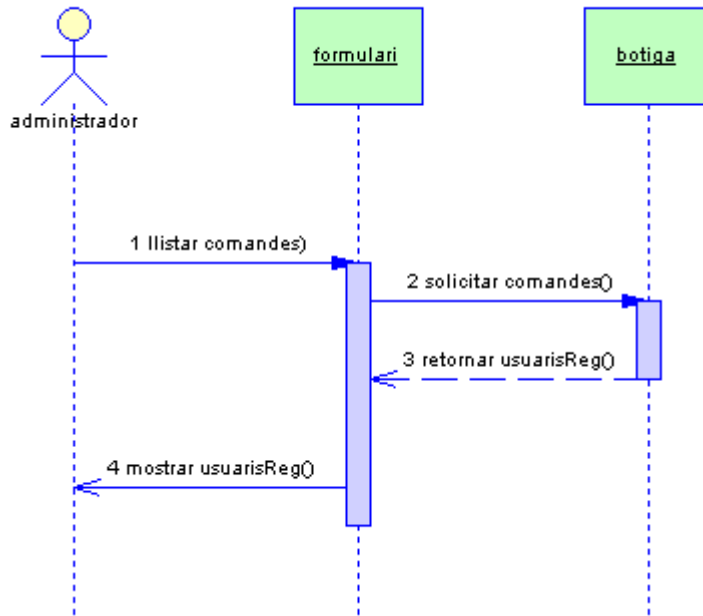 formulari
botiga
administrador
1 llistar comandes)
2 solicitar comandes()
3 retornar usuarisReg()
4 mostrar usuarisReg()